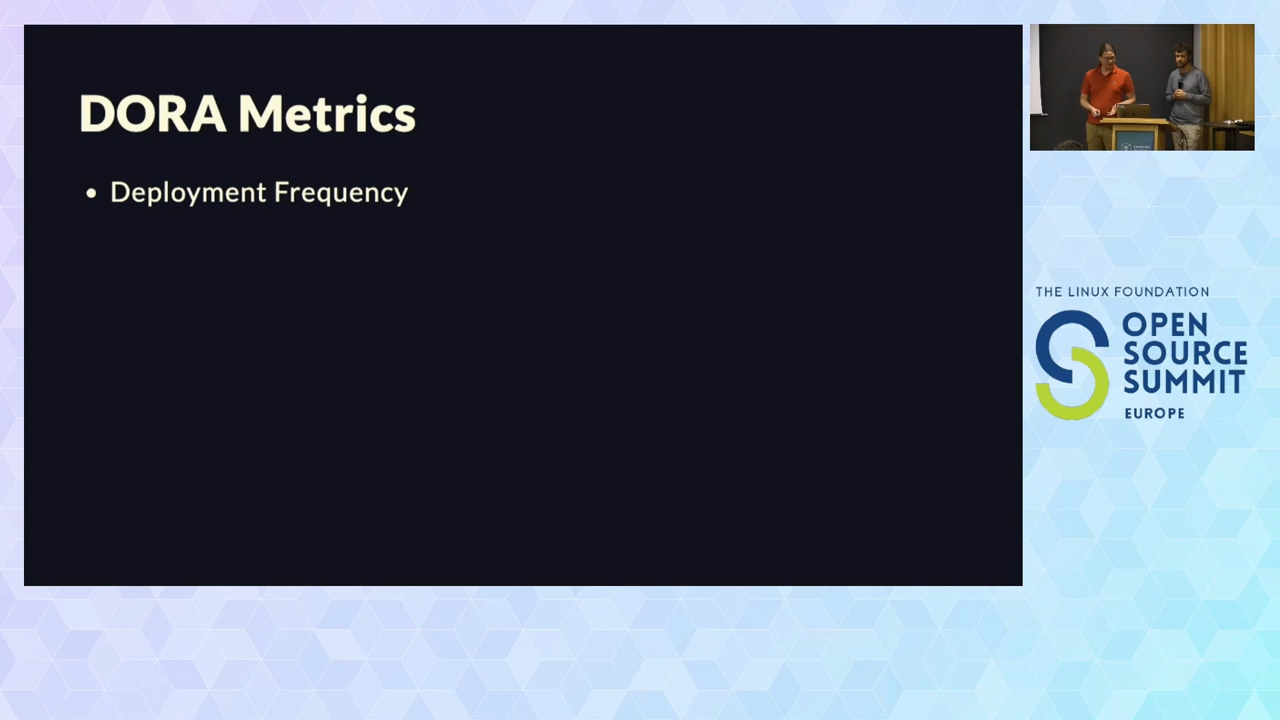 DORA Metrics
• Deployment Frequency
THE LINUX FOUNDATION
OPEN
SOURCE
SUMMIT
EUROPE